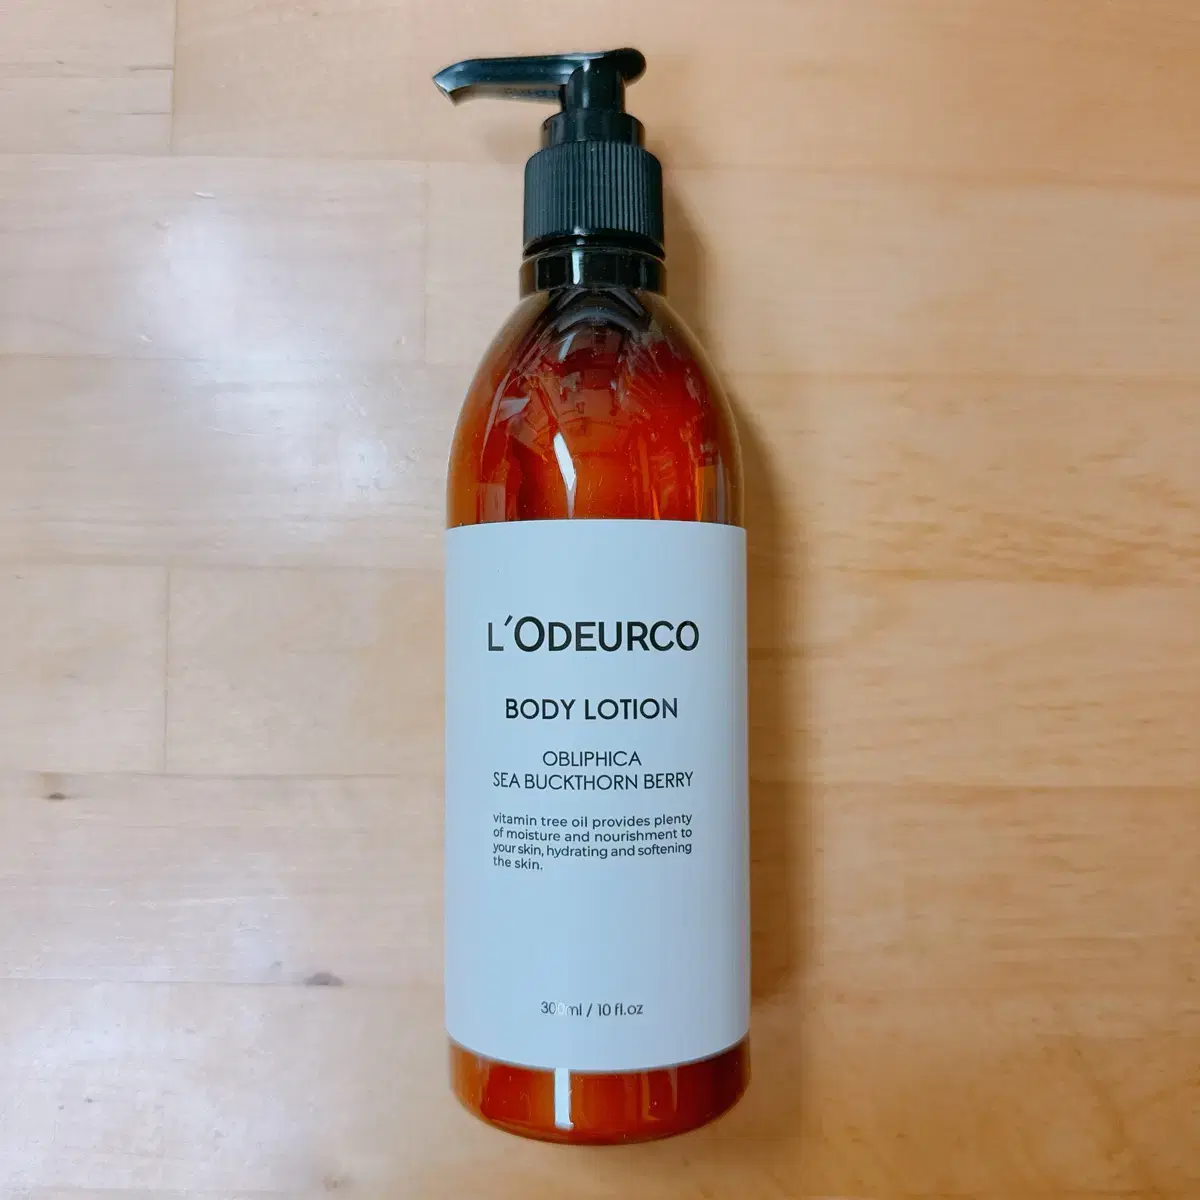 L'ODEURCO
BODY LOTION
OBLIPHICA
SEA BUCKTHORN BERRY
vitamin tree oil provides plenty
of moisture and nourishment to
your skin, hydrating and softening
the skin.
300ml / 10 fl.oz